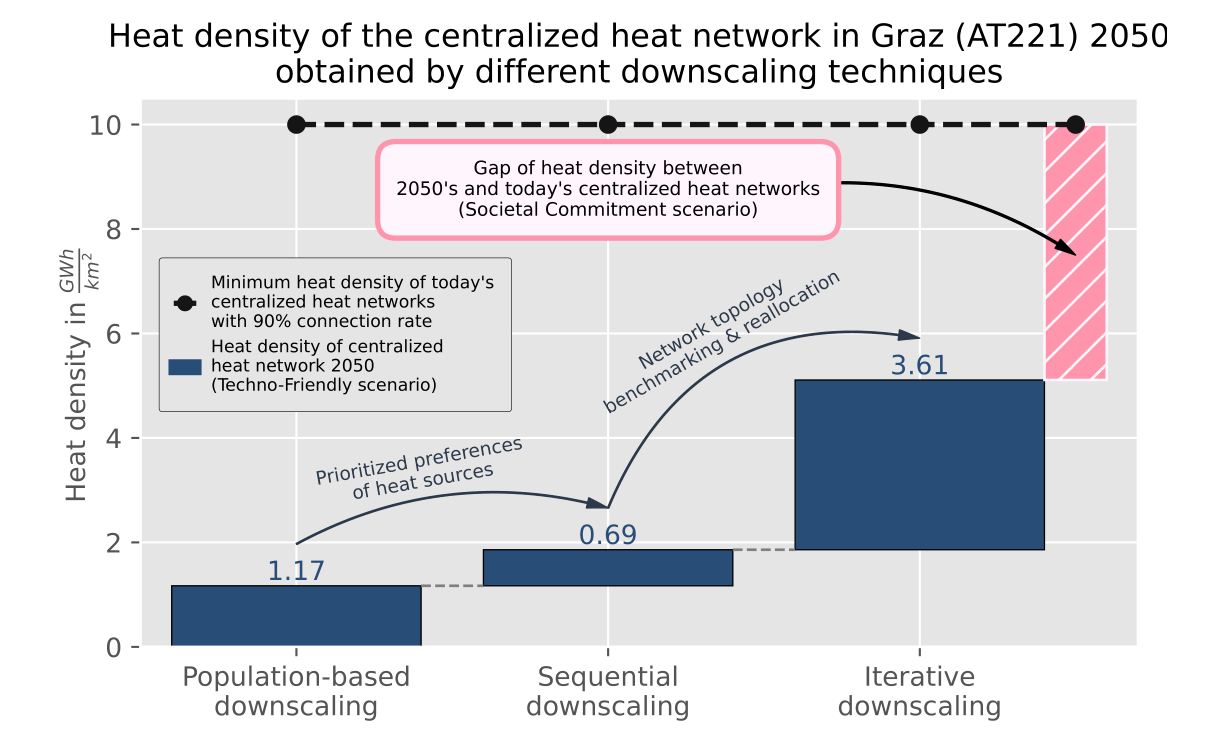 Heat density of the centralized heat network in Graz (AT221) 2050
obtained by different downscaling techniques
Heat density in GWh/km²
10
8
6
4
2
0
Gap of heat density between
2050's and today's centralized heat networks
(Societal Commitment scenario)
Minimum heat density of today's
centralized heat networks
with 90% connection rate
Heat density of centralized
heat network 2050
(Techno-Friendly scenario)
Prioritized preferences
of heat sources
Network topology
benchmarking & reallocation
1.17
0.69
3.61
Population-based
downscaling
Sequential
downscaling
Iterative
downscaling